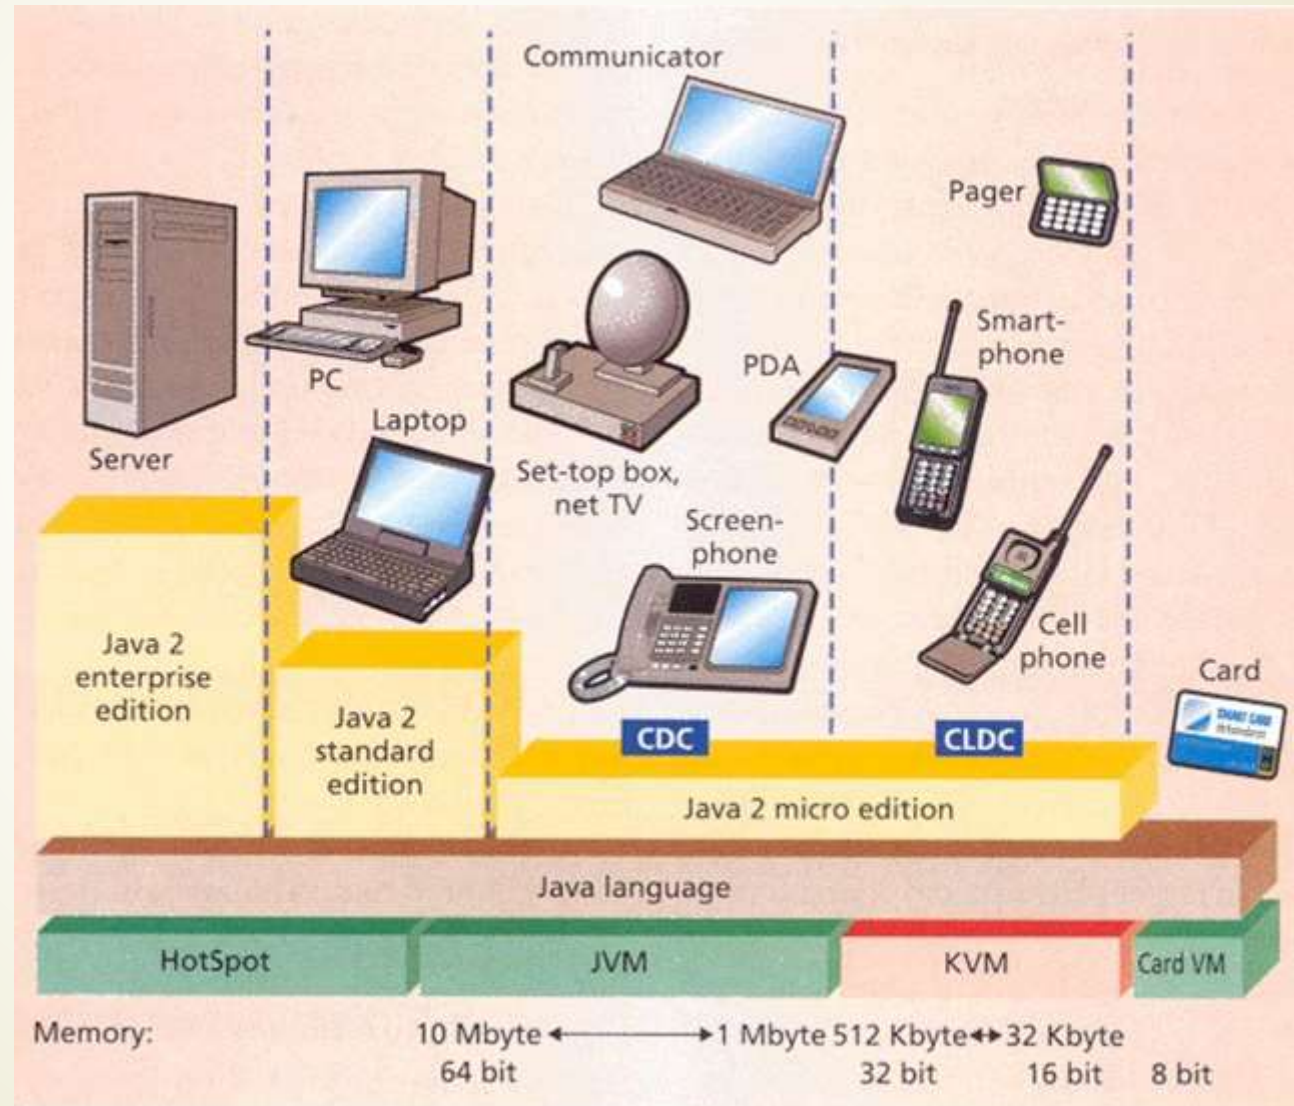 Communicator
Pager
Smart-
phone
PDA
PC
Laptop
Server
Set-top box,
net TV
Screen-
phone
Java 2
enterprise
edition
Cell
phone
Card
Java 2
standard
edition
CDC
CLDC
SMART CARD
Java 2 micro edition
Java language
HotSpot
JVM
KVM
Card VM
Memory:
10 Mbyte
1 Mbyte
512 Kbyte
32 Kbyte
64 bit
32 bit
16 bit
8 bit